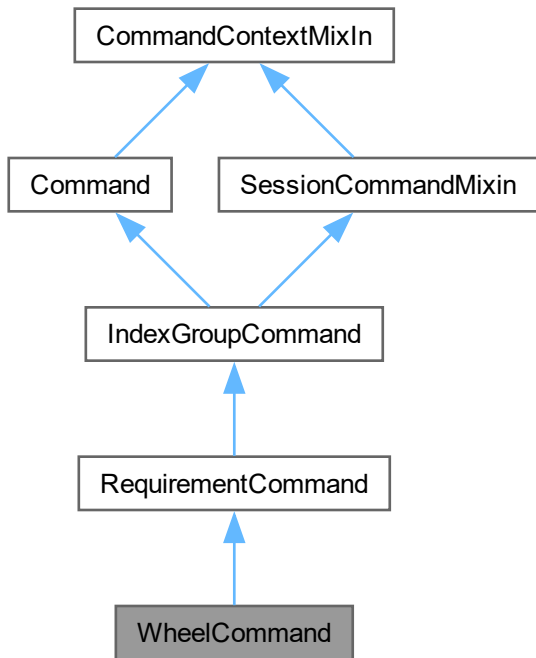 CommandContextMixIn
Command
SessionCommandMixin
IndexGroupCommand
RequirementCommand
WheelCommand